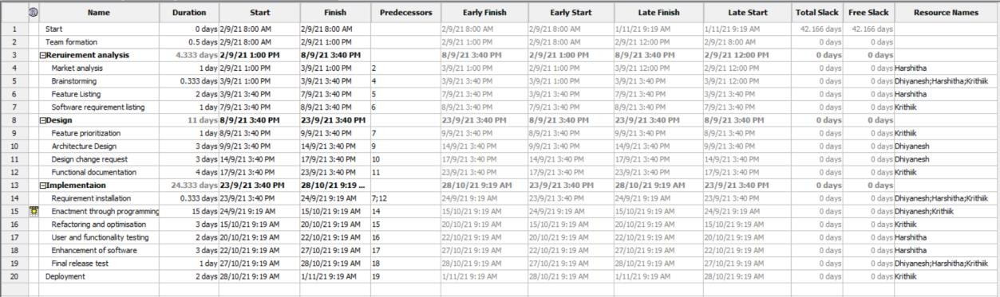 Name Duration Start Finish Predecessors Early Finish Early Start Late Finish Late Start Total Slack Free Slack Resource Names
1 Start 0 days 2/9/21 8:00 AM 2/9/21 8:00 AM 2/9/21 8:00 AM 2/9/21 8:00 AM 1/11/21 9:19 AM 1/11/21 9:19 AM 42.166 days 42.166 days
2 Team formation 0.5 days 2/9/21 8:00 AM 2/9/21 1:00 PM 2/9/21 1:00 PM 2/9/21 8:00 AM 2/9/21 12:00 PM 2/9/21 8:00 AM 0 days 0 days
3 Reruirement analysis 4.333 days 2/9/21 1:00 PM 8/9/21 3:40 PM 8/9/21 3:40 PM 2/9/21 1:00 PM 8/9/21 3:40 PM 2/9/21 12:00 PM 0 days 0 days
4 Market analysis 1 day 2/9/21 1:00 PM 3/9/21 1:00 PM 2 3/9/21 1:00 PM 2/9/21 1:00 PM 3/9/21 12:00 PM 2/9/21 12:00 PM 0 days 0 days Harshitha
5 Brainstorming 0.333 days 3/9/21 1:00 PM 3/9/21 3:40 PM 4 3/9/21 3:40 PM 3/9/21 1:00 PM 3/9/21 3:40 PM 3/9/21 12:00 PM 0 days 0 days Dhiyanesh;Harshitha;Krithiik
6 Feature Listing 2 days 3/9/21 3:40 PM 7/9/21 3:40 PM 5 7/9/21 3:40 PM 3/9/21 3:40 PM 7/9/21 3:40 PM 3/9/21 3:40 PM 0 days 0 days Harshitha
7 Software requirement listing 1 day 7/9/21 3:40 PM 8/9/21 3:40 PM 6 8/9/21 3:40 PM 7/9/21 3:40 PM 8/9/21 3:40 PM 7/9/21 3:40 PM 0 days 0 days Krithiik
8 Design 11 days 8/9/21 3:40 PM 23/9/21 3:40 PM 23/9/21 3:40 PM 8/9/21 3:40 PM 23/9/21 3:40 PM 8/9/21 3:40 PM 0 days 0 days
9 Feature prioritization 1 day 8/9/21 3:40 PM 9/9/21 3:40 PM 7 9/9/21 3:40 PM 8/9/21 3:40 PM 9/9/21 3:40 PM 8/9/21 3:40 PM 0 days 0 days Krithiik
10 Architecture Design 3 days 9/9/21 3:40 PM 14/9/21 3:40 PM 9 14/9/21 3:40 PM 9/9/21 3:40 PM 14/9/21 3:40 PM 9/9/21 3:40 PM 0 days 0 days Dhiyanesh
11 Design change request 3 days 14/9/21 3:40 PM 17/9/21 3:40 PM 10 17/9/21 3:40 PM 14/9/21 3:40 PM 17/9/21 3:40 PM 14/9/21 3:40 PM 0 days 0 days Dhiyanesh
12 Functional documentation 4 days 17/9/21 3:40 PM 23/9/21 3:40 PM 11 23/9/21 3:40 PM 17/9/21 3:40 PM 23/9/21 3:40 PM 17/9/21 3:40 PM 0 days 0 days Krithiik
13 Implementaion 24.333 days 23/9/21 3:40 PM 28/10/21 9:19 ... 28/10/21 9:19 AM 23/9/21 3:40 PM 28/10/21 9:19 AM 23/9/21 3:40 PM 0 days 0 days
14 Requirement installation 0.333 days 23/9/21 3:40 PM 24/9/21 9:19 AM 7;12 24/9/21 9:19 AM 23/9/21 3:40 PM 24/9/21 9:19 AM 23/9/21 3:40 PM 0 days 0 days Dhiyanesh;Harshitha;Krithiik
15 Enactment through programming 15 days 24/9/21 9:19 AM 15/10/21 9:19 AM 14 15/10/21 9:19 AM 24/9/21 9:19 AM 15/10/21 9:19 AM 24/9/21 9:19 AM 0 days 0 days Dhiyanesh;Krithiik
16 Refactoring and optimisation 3 days 15/10/21 9:19 AM 20/10/21 9:19 AM 15 20/10/21 9:19 AM 15/10/21 9:19 AM 20/10/21 9:19 AM 15/10/21 9:19 AM 0 days 0 days Krithiik
17 User and functionality testing 2 days 20/10/21 9:19 AM 22/10/21 9:19 AM 16 22/10/21 9:19 AM 20/10/21 9:19 AM 22/10/21 9:19 AM 20/10/21 9:19 AM 0 days 0 days Harshitha
18 Enhancement of software 3 days 22/10/21 9:19 AM 27/10/21 9:19 AM 17 27/10/21 9:19 AM 22/10/21 9:19 AM 27/10/21 9:19 AM 22/10/21 9:19 AM 0 days 0 days Harshitha
19 Final release test 1 day 27/10/21 9:19 AM 28/10/21 9:19 AM 18 28/10/21 9:19 AM 27/10/21 9:19 AM 28/10/21 9:19 AM 27/10/21 9:19 AM 0 days 0 days Dhiyanesh;Harshitha;Krithiik
20 Deployment 2 days 28/10/21 9:19 AM 1/11/21 9:19 AM 19 1/11/21 9:19 AM 28/10/21 9:19 AM 1/11/21 9:19 AM 28/10/21 9:19 AM 0 days 0 days Krithiik